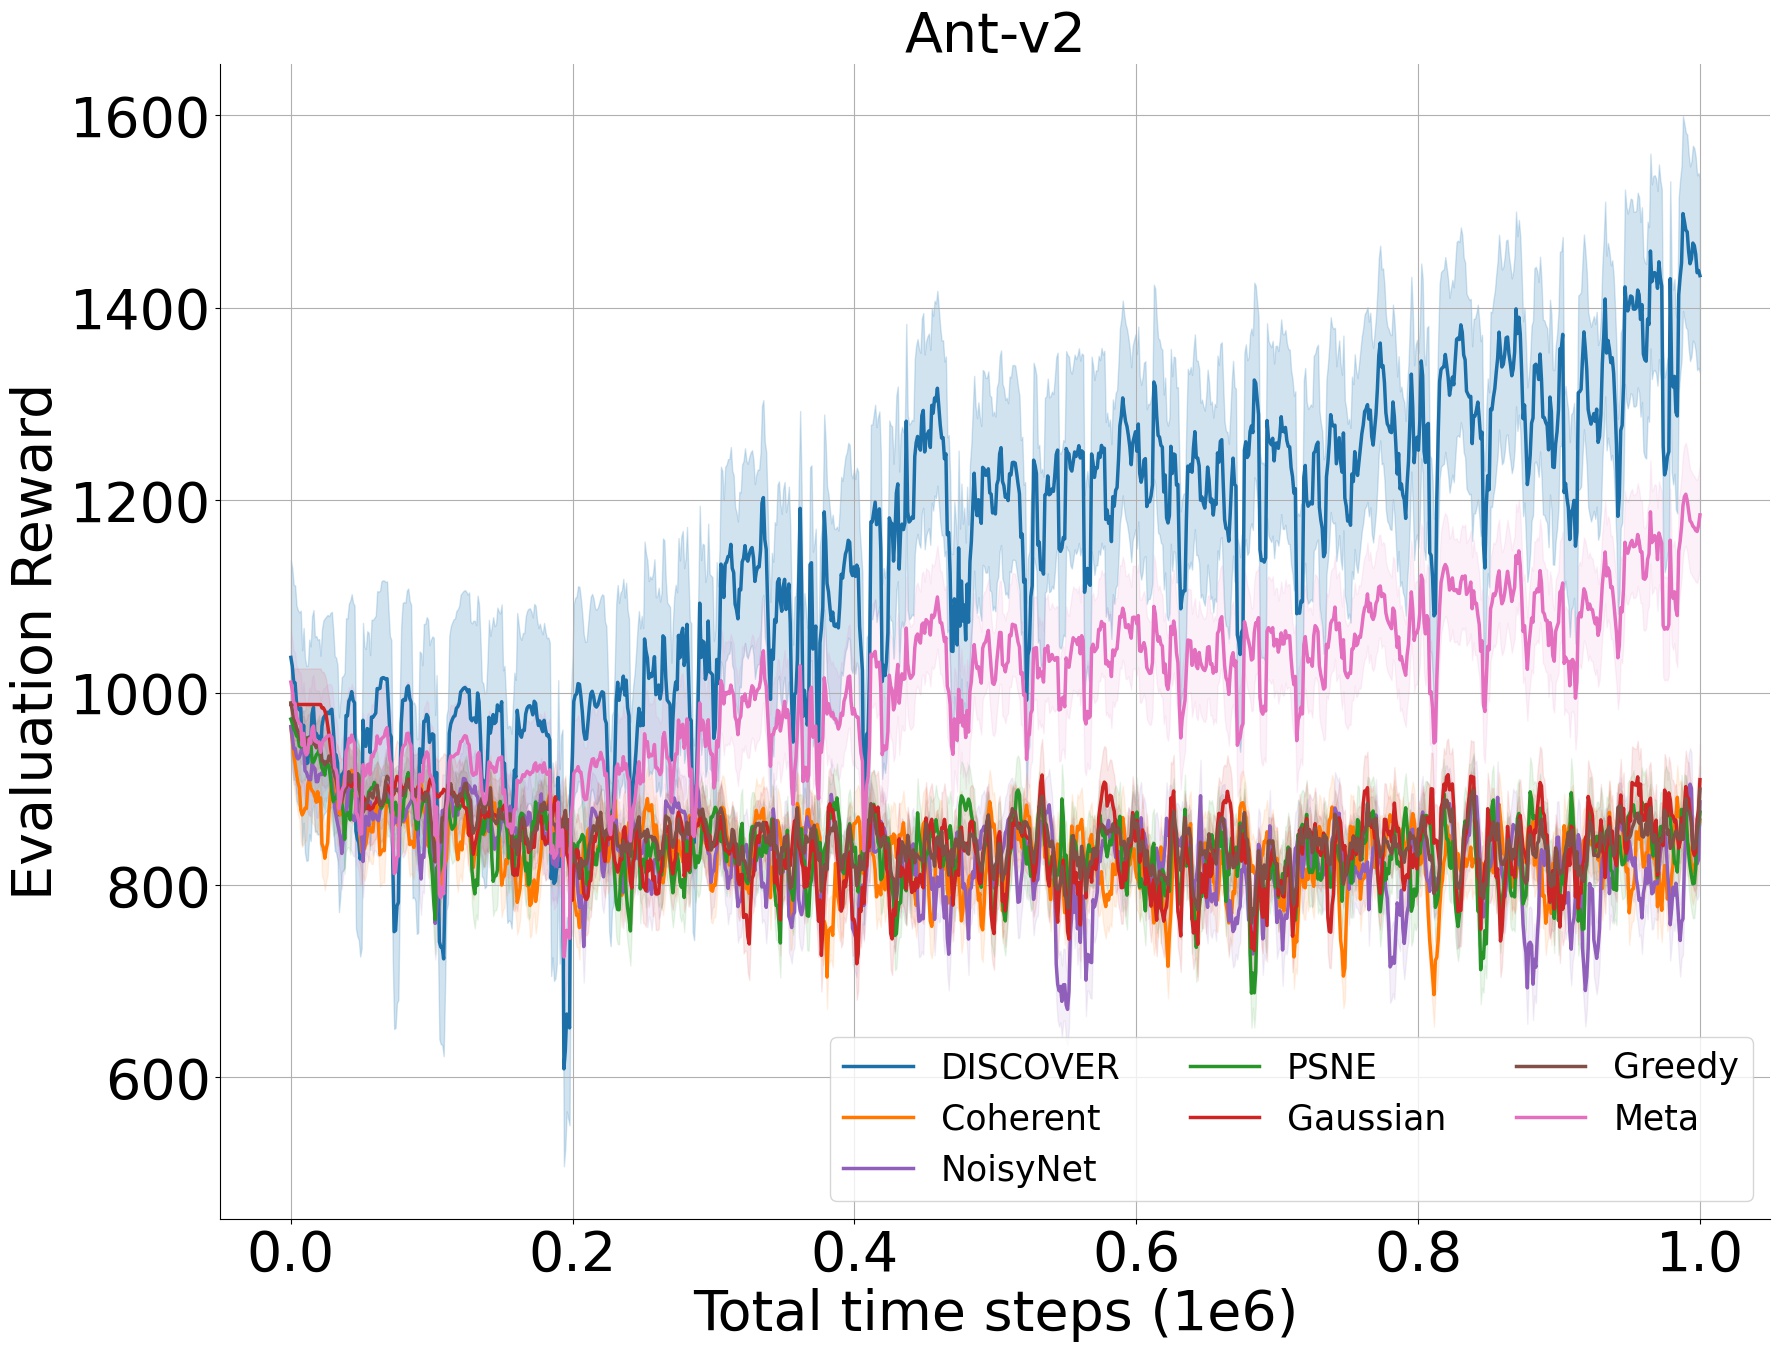 Ant-v2
Evaluation Reward
1600
1400
1200
1000
800
600
0.0 0.2 0.4 0.6 0.8 1.0
Total time steps (1e6)
DISCOVER PSNE Greedy
Coherent Gaussian Meta
NoisyNet